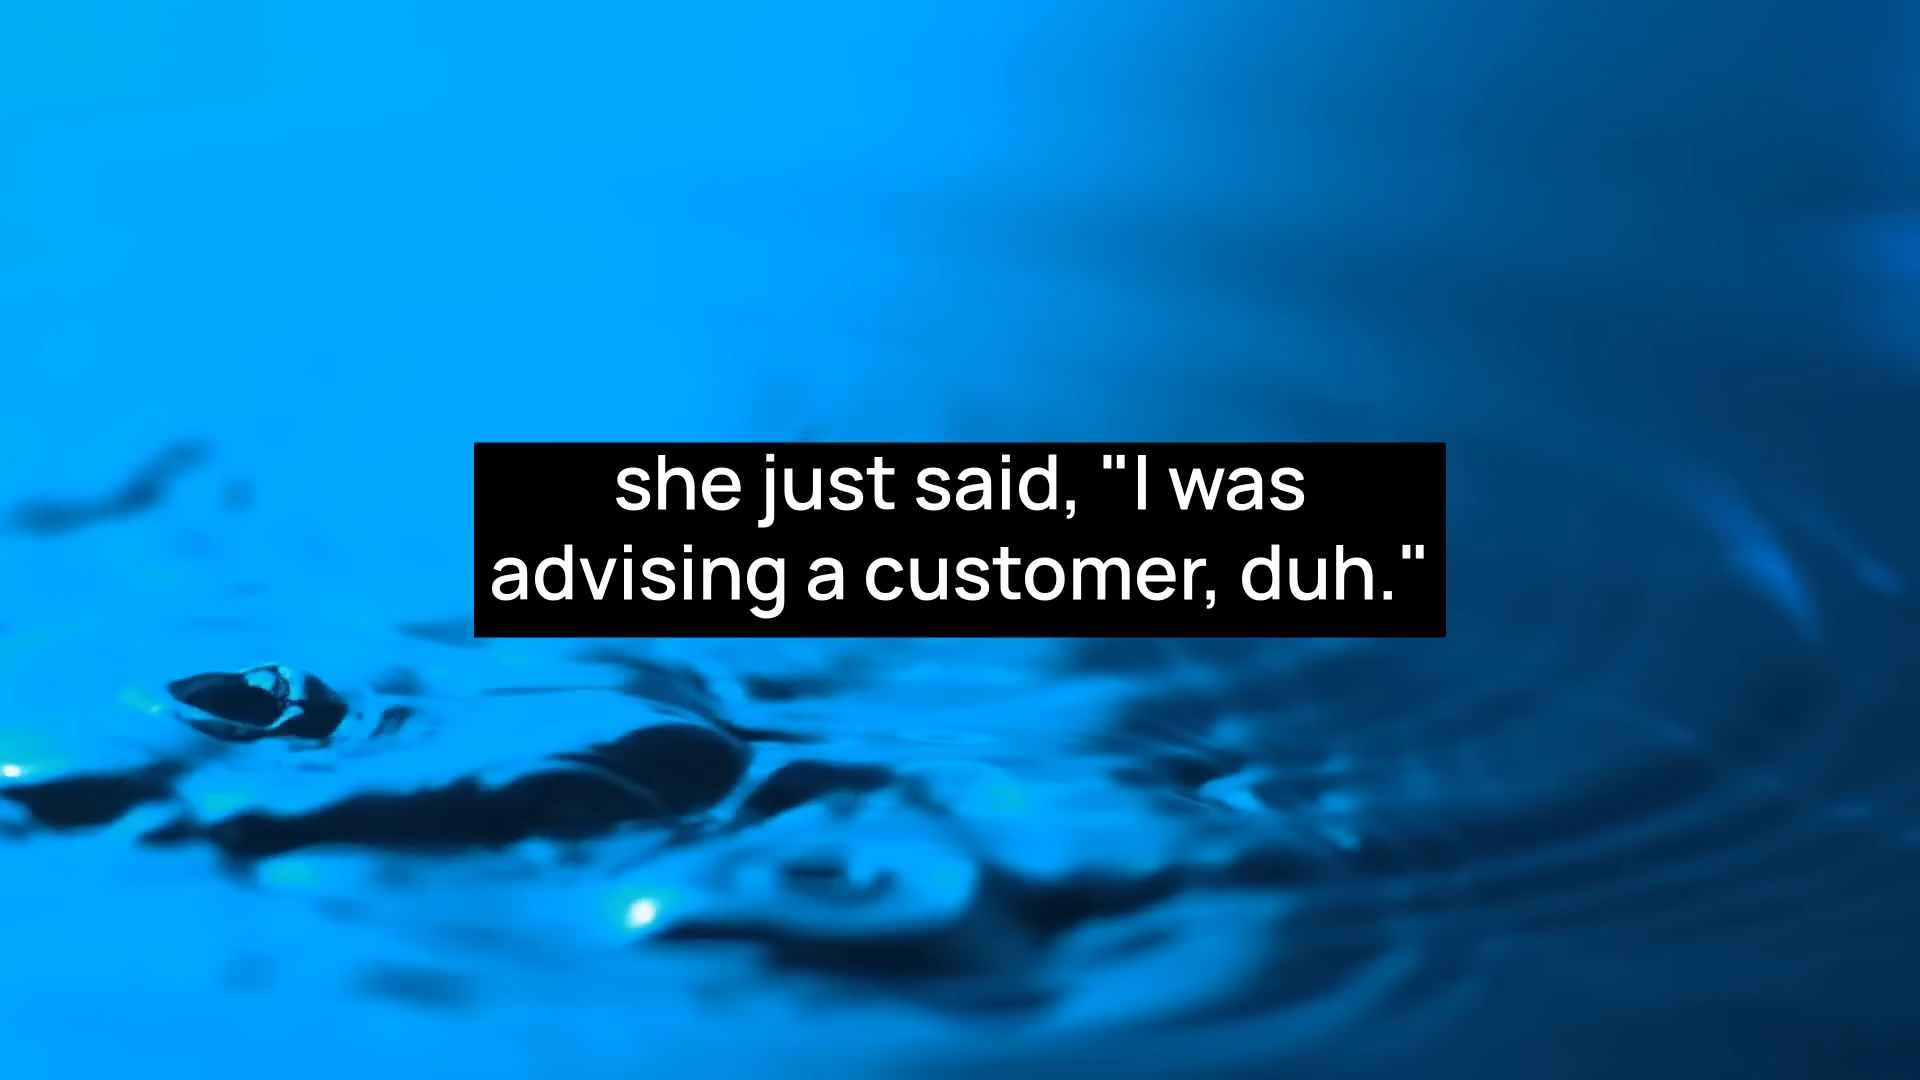 she just said, "I was
advising a customer, duh."